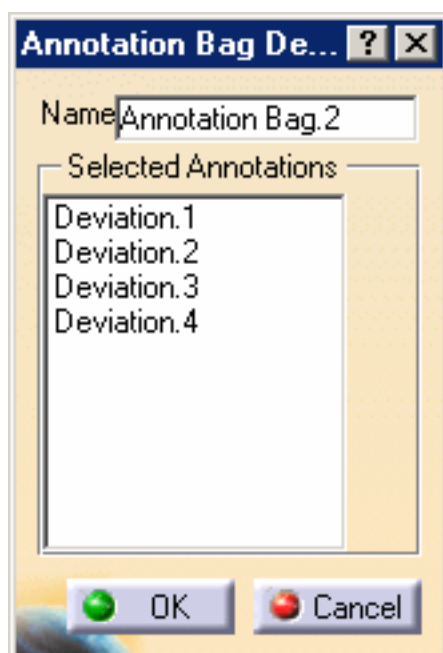 Annotation Bag De... ? X
Name Annotation Bag.2
Selected Annotations
Deviation.1
Deviation.2
Deviation.3
Deviation.4
OK Cancel